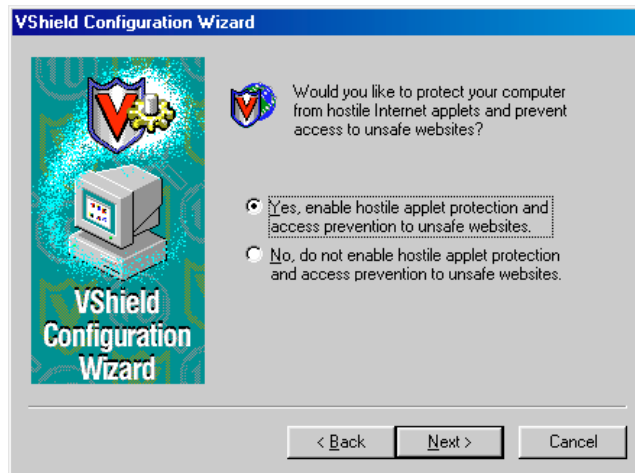 VShield Configuration Wizard
Would you like to protect your computer
from hostile Internet applets and prevent
access to unsafe websites?
Yes, enable hostile applet protection and
access prevention to unsafe websites.
No, do not enable hostile applet protection
and access prevention to unsafe websites.
VShield
Configuration
Wizard
< Back
Next >
Cancel